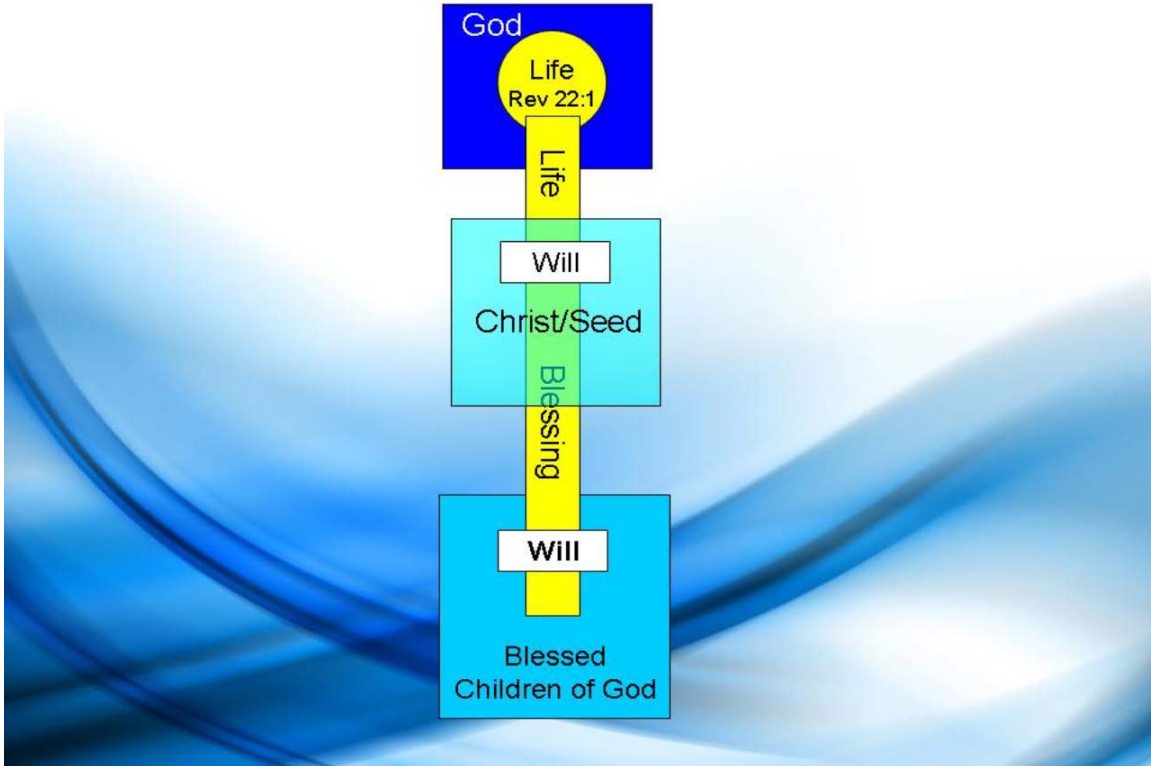 God
Life
Rev 22:1
Life
Will
Christ/Seed
Blessing
Will
Blessed
Children of God